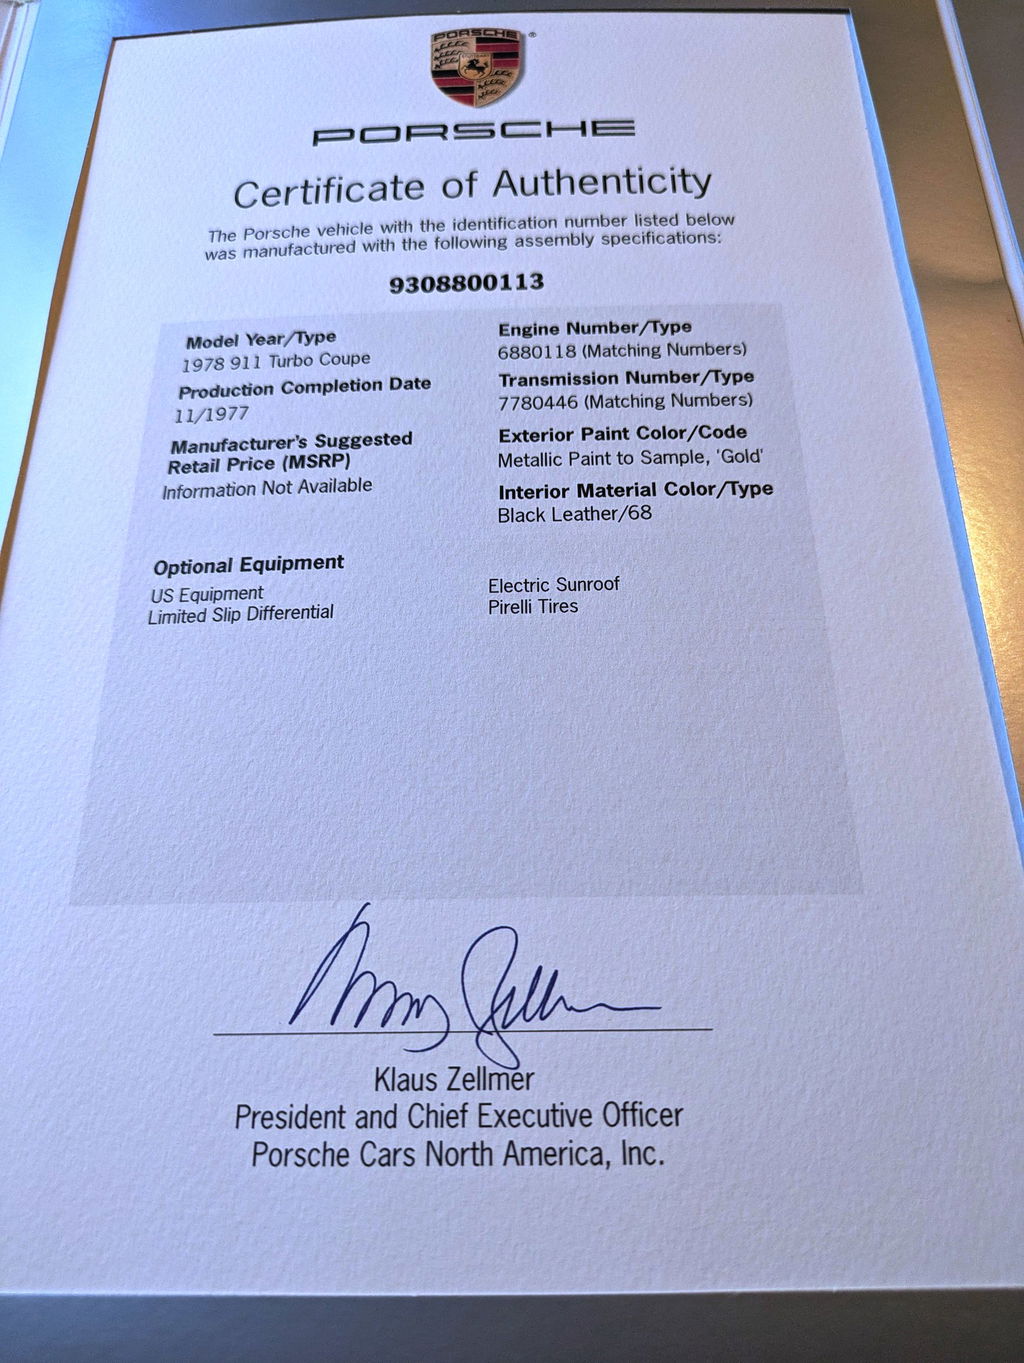 PORSCHE
®
PORSCHE
Certificate of Authenticity
The Porsche vehicle with the identification number listed below
was manufactured with the following assembly specifications:
9308800113
Model Year/Type
1978 911 Turbo Coupe
Production Completion Date
11/1977
Manufacturer's Suggested
Retail Price (MSRP)
Information Not Available
Engine Number/Type
6880118 (Matching Numbers)
Transmission Number/Type
7780446 (Matching Numbers)
Exterior Paint Color/Code
Metallic Paint to Sample, 'Gold'
Interior Material Color/Type
Black Leather/68
Optional Equipment
US Equipment
Limited Slip Differential
Electric Sunroof
Pirelli Tires
Klaus Zellmer
President and Chief Executive Officer
Porsche Cars North America, Inc.